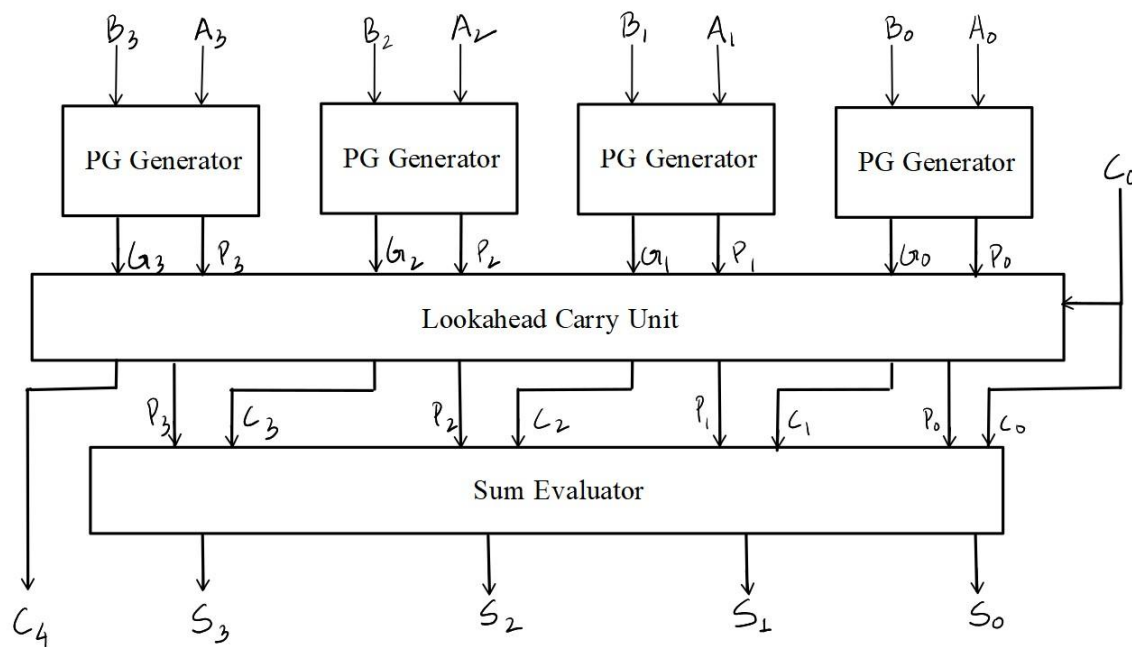 B₃ A₃ B₂ A₂ B₁ A₁ B₀ A₀
PG Generator PG Generator PG Generator PG Generator
C₀
G₃ P₃ G₂ P₂ G₁ P₁ G₀ P₀
Lookahead Carry Unit
P₃ C₃ P₂ C₂ P₁ C₁ P₀ C₀
Sum Evaluator
C₄ S₃ S₂ S₁ S₀